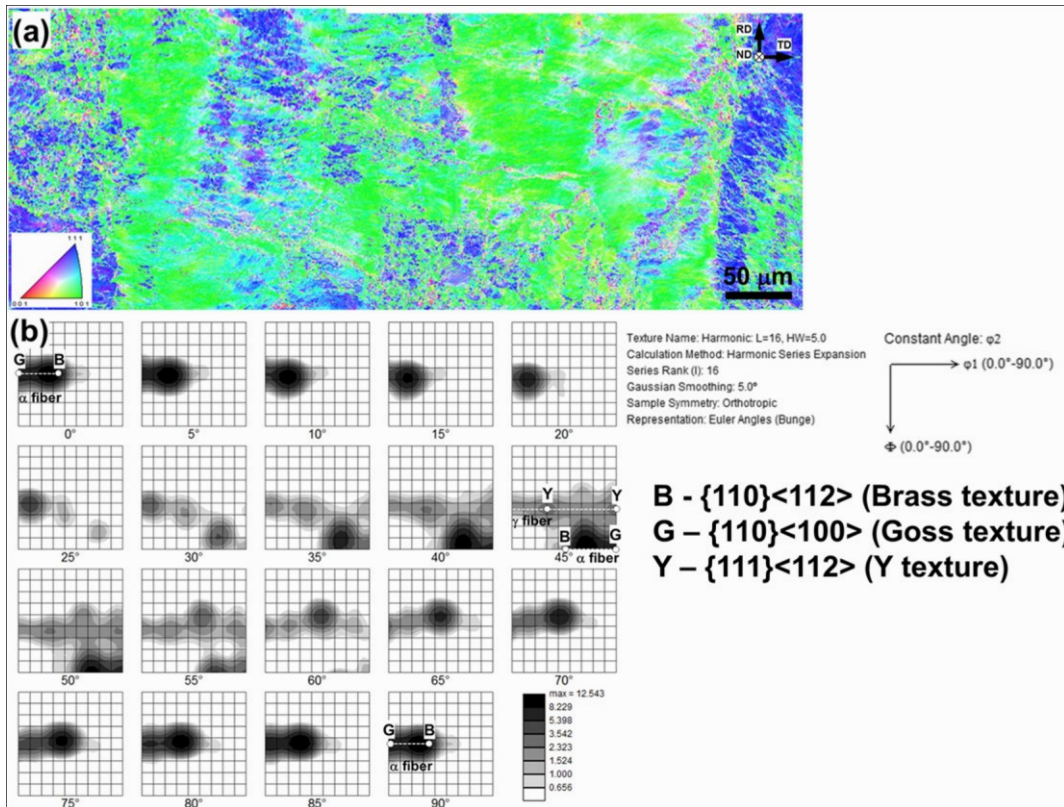 (a)
RD
ND
TD
111
001
101
50 μm
(b)
G
B
α fiber
0°
5°
10°
15°
20°
Texture Name: Harmonic: L=16, HW=5.0
Calculation Method: Harmonic Series Expansion
Series Rank (l): 16
Gaussian Smoothing: 5.0°
Sample Symmetry: Orthotropic
Representation: Euler Angles (Bunge)
Constant Angle: φ2
φ1 (0.0°-90.0°)
Φ (0.0°-90.0°)
25°
30°
35°
40°
Y
Y
γ fiber
B
G
α fiber
45°
B - {110}<112> (Brass texture)
G – {110}<100> (Goss texture)
Y – {111}<112> (Y texture)
50°
55°
60°
65°
70°
75°
80°
85°
G
B
α fiber
90°
max = 12.543
8.229
5.398
3.542
2.323
1.524
1.000
0.656